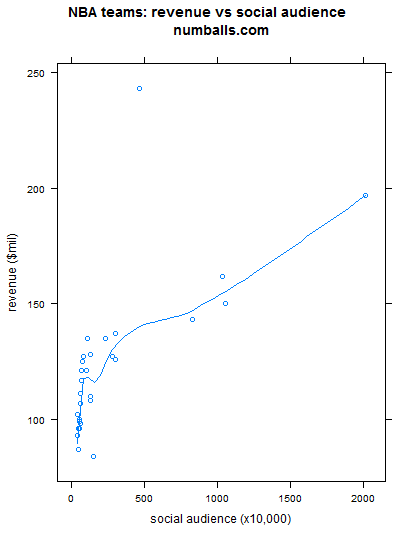 NBA teams: revenue vs social audience
numballs.com
250
200
150
100
revenue ($mil)
0 500 1000 1500 2000
social audience (x10,000)